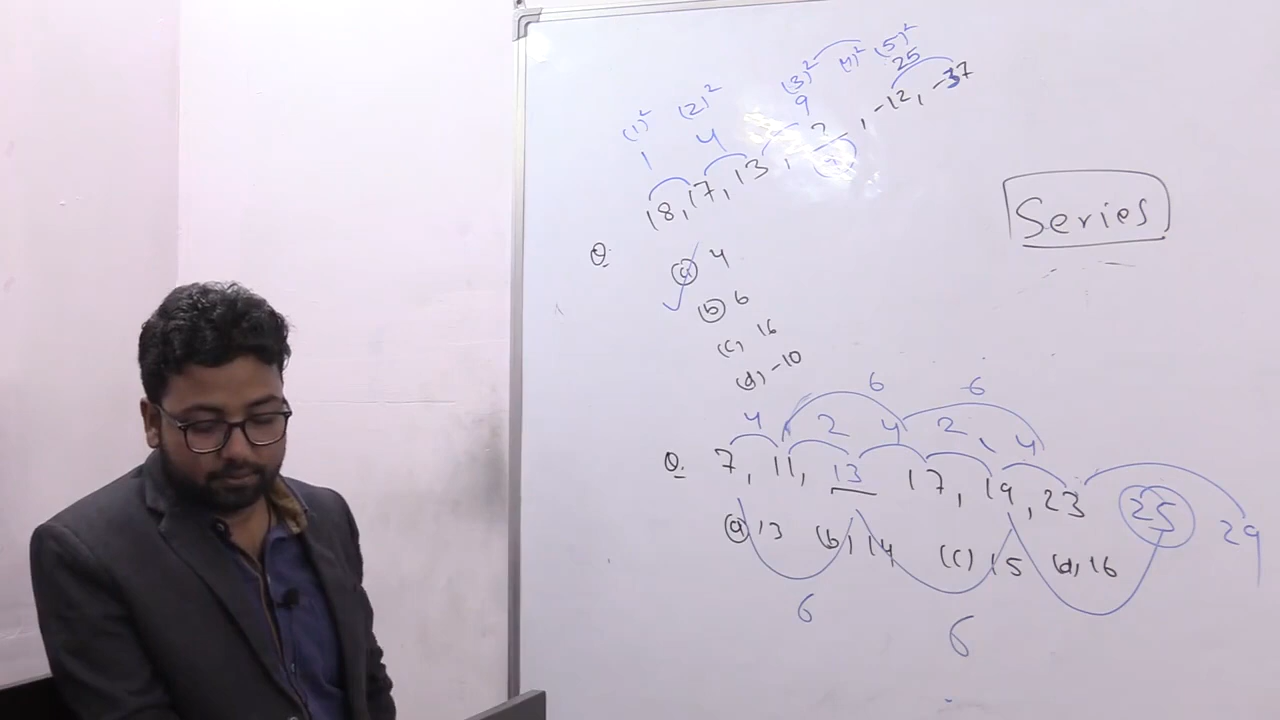 (1)² (2)² (3)² (4)² (5)²
1 4 9 25
18, 17, 13, ?, -12, -37
Series
Q.
(a) 4
(b) 6
(c) 16
(d) -10
6 6
4 2 4 2 4
Q. 7, 11, 13 17, 19, 23 25 29
(a) 13 (b) 14 (c) 15 (d) 16
6 6